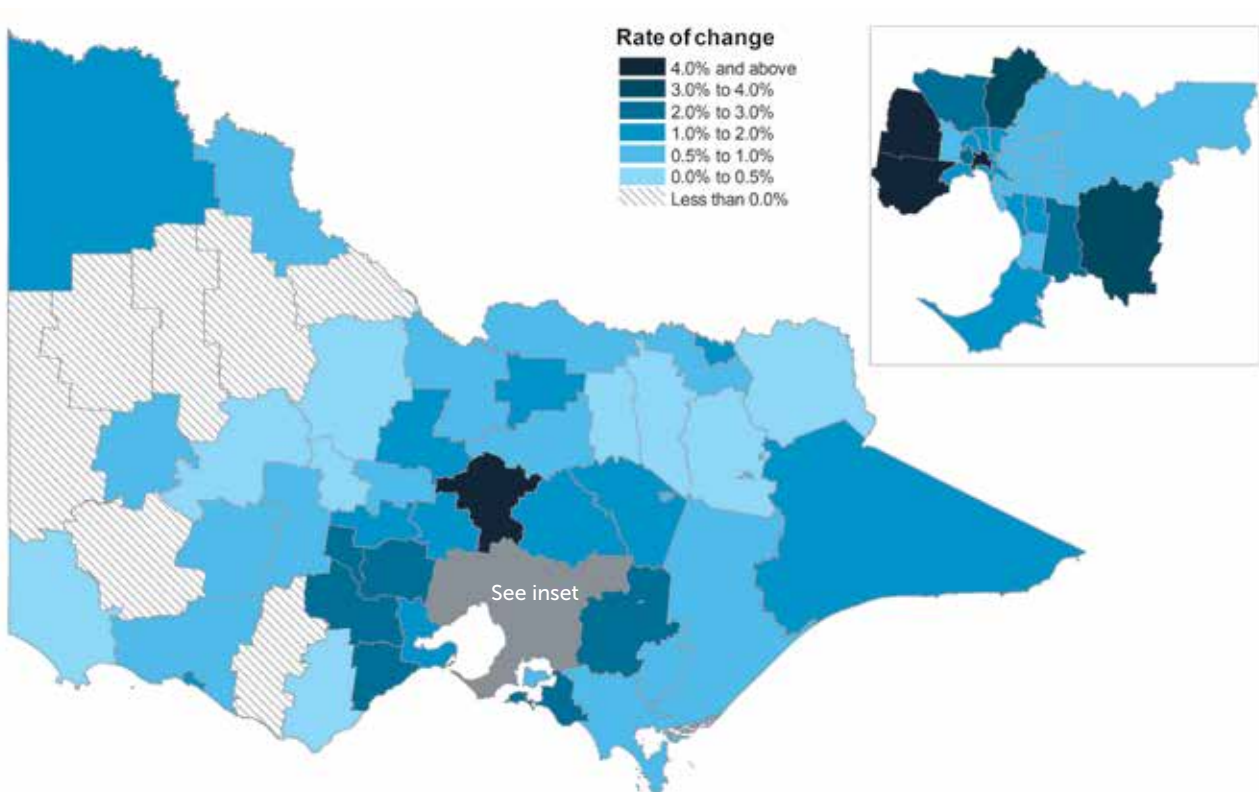 Rate of change
4.0% and above
3.0% to 4.0%
2.0% to 3.0%
1.0% to 2.0%
0.5% to 1.0%
0.0% to 0.5%
Less than 0.0%
See inset